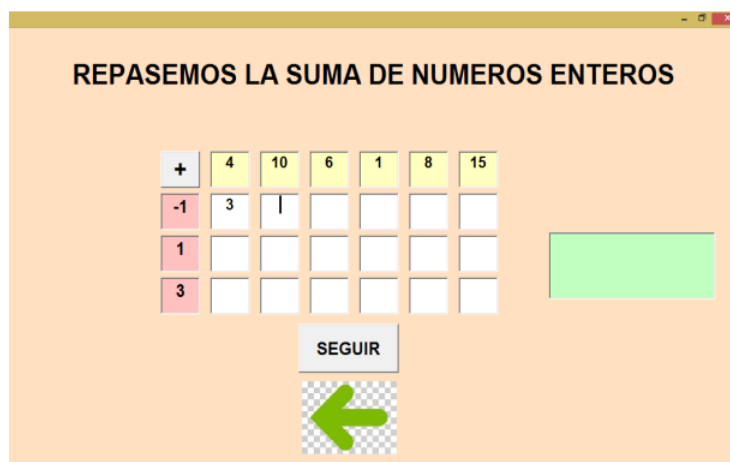 REPASEMOS LA SUMA DE NUMEROS ENTEROS
+ 4 10 6 1 8 15
-1 3
1
3
SEGUIR